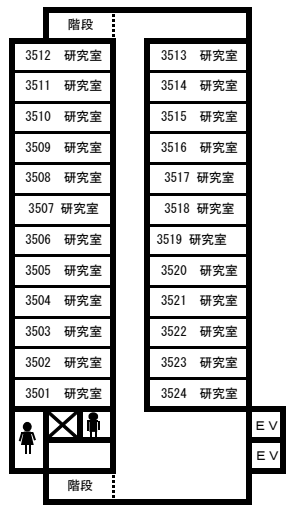 階段
3512 研究室
3513 研究室
3511 研究室
3514 研究室
3510 研究室
3515 研究室
3509 研究室
3516 研究室
3508 研究室
3517 研究室
3507 研究室
3518 研究室
3506 研究室
3519 研究室
3505 研究室
3520 研究室
3504 研究室
3521 研究室
3503 研究室
3522 研究室
3502 研究室
3523 研究室
3501 研究室
3524 研究室
EV
EV
階段